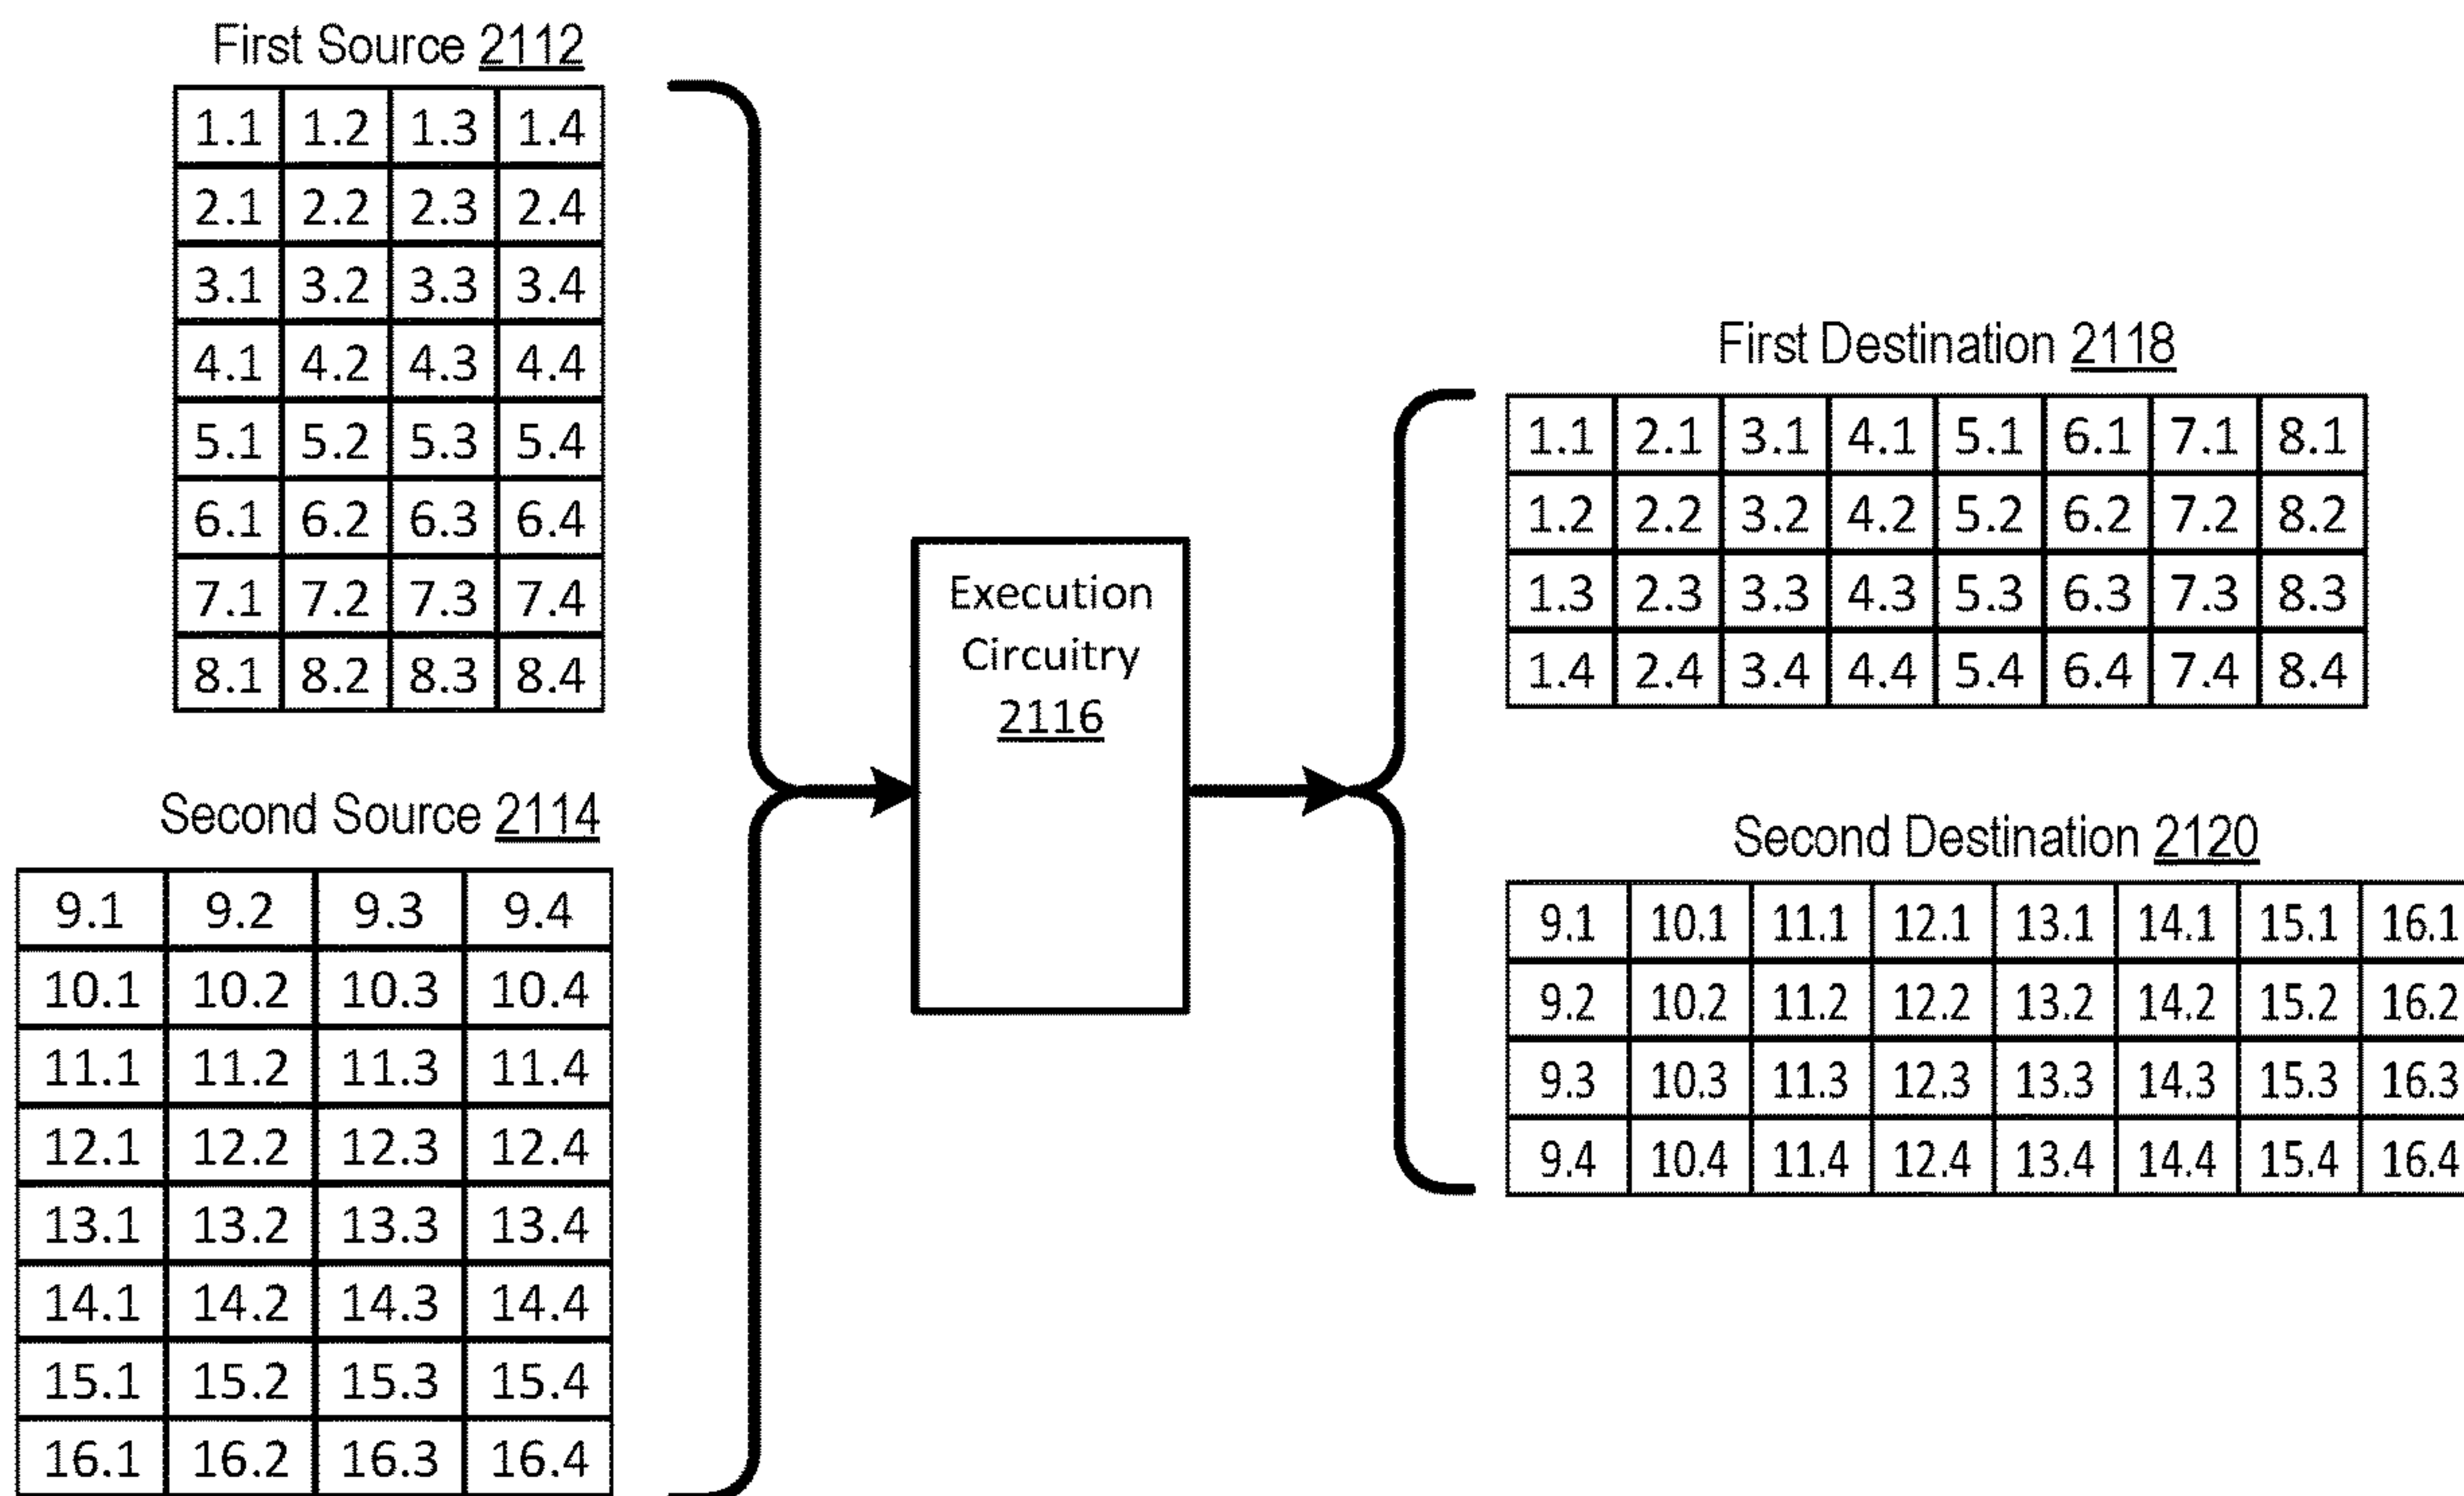 First Source 2112
1.1 1.2 1.3 1.4
2.1 2.2 2.3 2.4
3.1 3.2 3.3 3.4
4.1 4.2 4.3 4.4
5.1 5.2 5.3 5.4
6.1 6.2 6.3 6.4
7.1 7.2 7.3 7.4
8.1 8.2 8.3 8.4
Second Source 2114
9.1 9.2 9.3 9.4
10.1 10.2 10.3 10.4
11.1 11.2 11.3 11.4
12.1 12.2 12.3 12.4
13.1 13.2 13.3 13.4
14.1 14.2 14.3 14.4
15.1 15.2 15.3 15.4
16.1 16.2 16.3 16.4
Execution
Circuitry
2116
First Destination 2118
1.1 2.1 3.1 4.1 5.1 6.1 7.1 8.1
1.2 2.2 3.2 4.2 5.2 6.2 7.2 8.2
1.3 2.3 3.3 4.3 5.3 6.3 7.3 8.3
1.4 2.4 3.4 4.4 5.4 6.4 7.4 8.4
Second Destination 2120
9.1 10.1 11.1 12.1 13.1 14.1 15.1 16.1
9.2 10.2 11.2 12.2 13.2 14.2 15.2 16.2
9.3 10.3 11.3 12.3 13.3 14.3 15.3 16.3
9.4 10.4 11.4 12.4 13.4 14.4 15.4 16.4